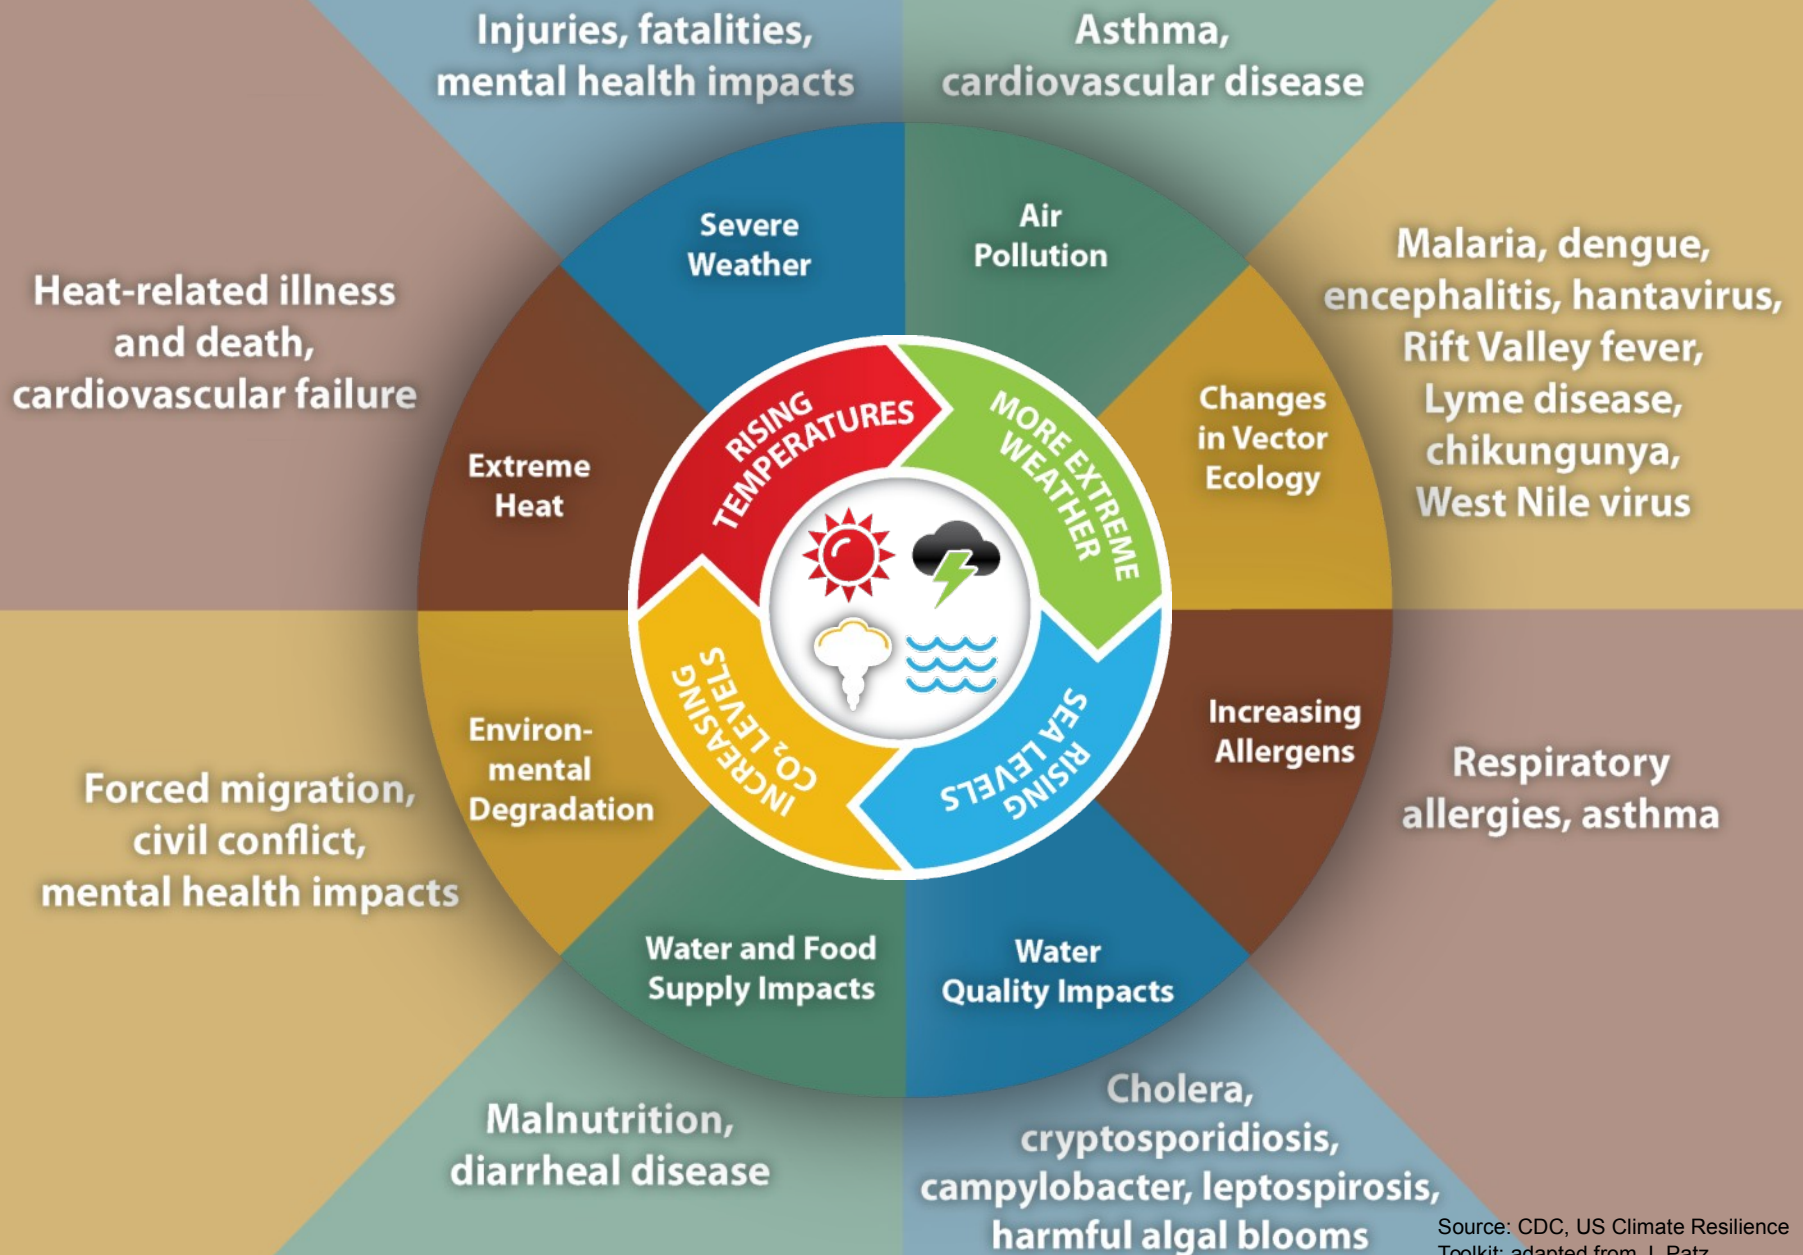 Injuries, fatalities,
mental health impacts
Asthma,
cardiovascular disease
Severe
Weather
Air
Pollution
Malaria, dengue,
encephalitis, hantavirus,
Rift Valley fever,
Lyme disease,
chikungunya,
West Nile virus
Heat-related illness
and death,
cardiovascular failure
Extreme
Heat
Changes
in Vector
Ecology
RISING
TEMPERATURES
MORE EXTREME
WEATHER
RISING
SEA LEVELS
INCREASING
CO₂ LEVELS
Environ-
mental
Degradation
Increasing
Allergens
Forced migration,
civil conflict,
mental health impacts
Respiratory
allergies, asthma
Water and Food
Supply Impacts
Water
Quality Impacts
Malnutrition,
diarrheal disease
Cholera,
cryptosporidiosis,
campylobacter, leptospirosis,
harmful algal blooms
Source: CDC, US Climate Resilience
Toolkit; adapted from J. Patz